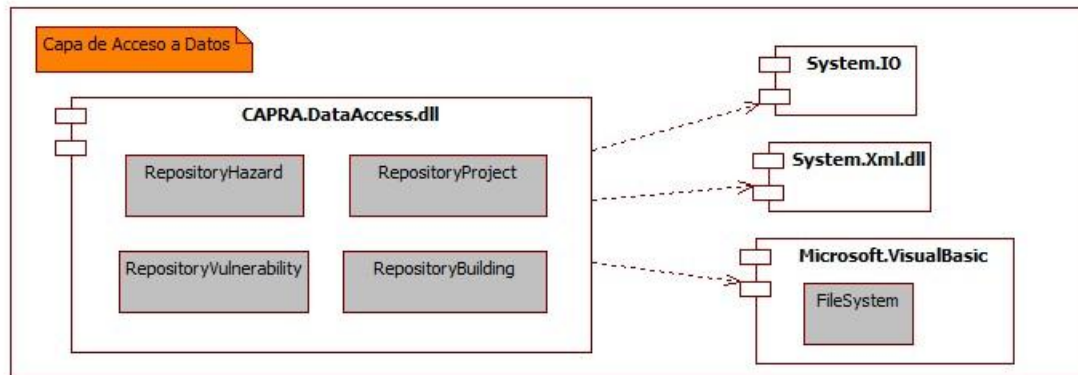 Capa de Acceso a Datos
CAPRA.DataAccess.dll
RepositoryHazard
RepositoryProject
RepositoryVulnerability
RepositoryBuilding
System.IO
System.Xml.dll
Microsoft.VisualBasic
FileSystem